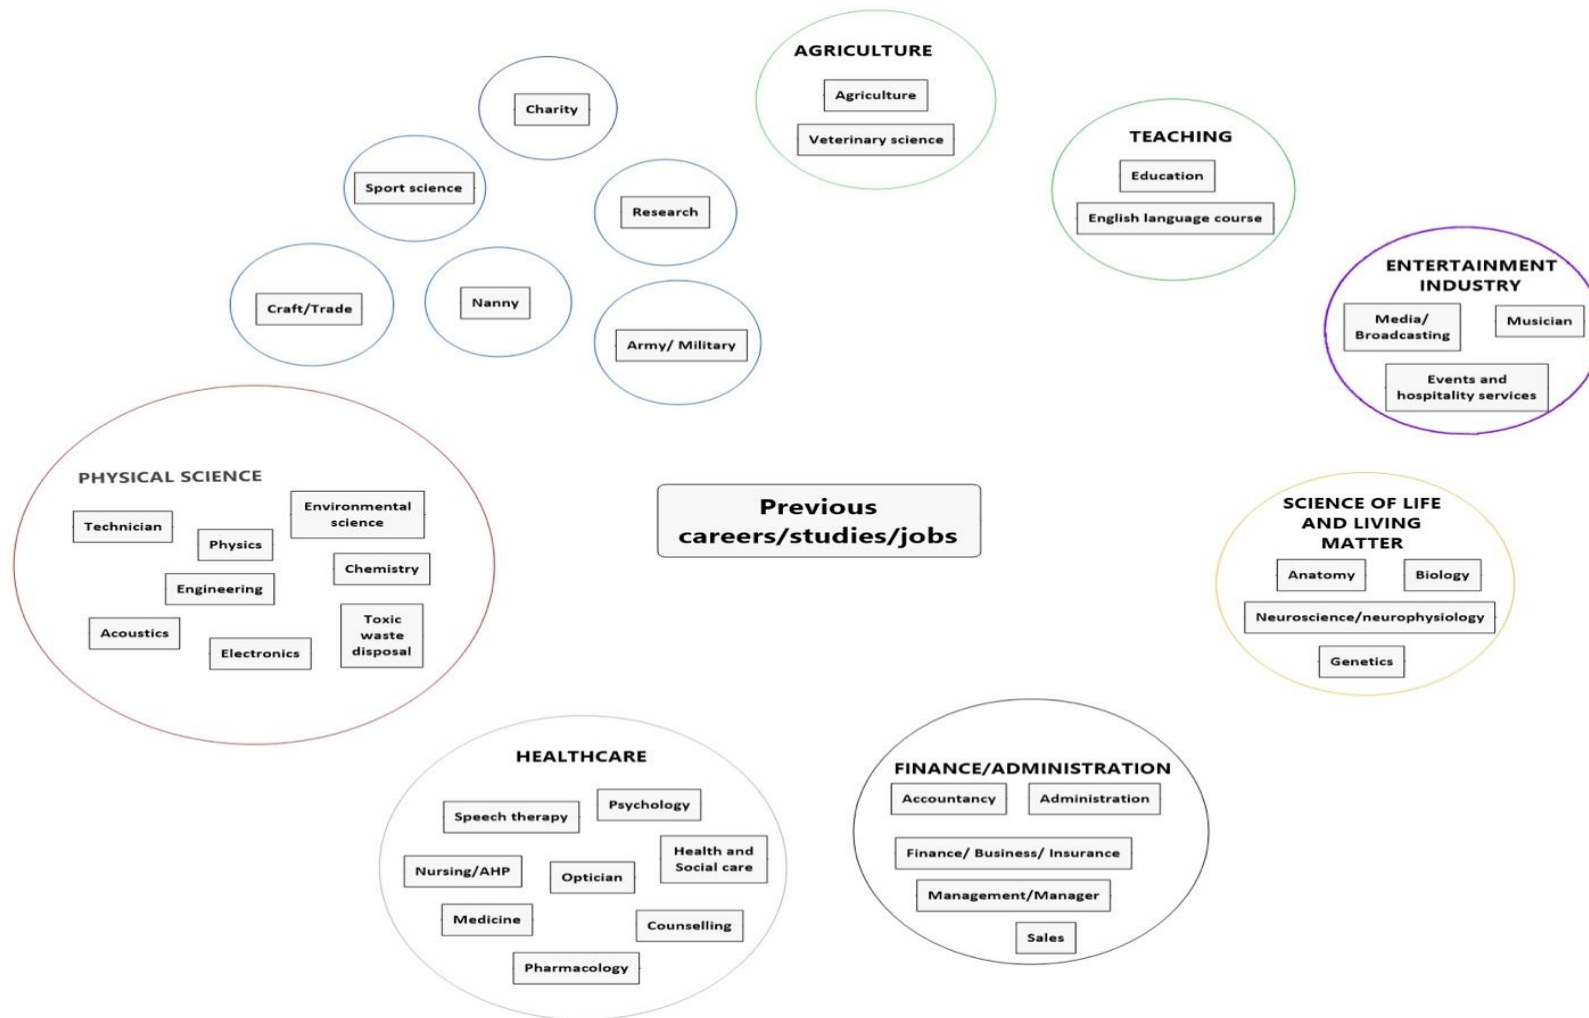 AGRICULTURE
Agriculture
Veterinary science
Charity
Sport science
Research
Craft/Trade
Nanny
Army/ Military
TEACHING
Education
English language course
ENTERTAINMENT
INDUSTRY
Media/
Broadcasting
Musician
Events and
hospitality services
PHYSICAL SCIENCE
Technician
Environmental
science
Physics
Chemistry
Engineering
Acoustics
Electronics
Toxic
waste
disposal
Previous
careers/studies/jobs
SCIENCE OF LIFE
AND LIVING
MATTER
Anatomy
Biology
Neuroscience/neurophysiology
Genetics
HEALTHCARE
Speech therapy
Psychology
Health and
Social care
Nursing/AHP
Optician
Medicine
Counselling
Pharmacology
FINANCE/ADMINISTRATION
Accountancy
Administration
Finance/ Business/ Insurance
Management/Manager
Sales